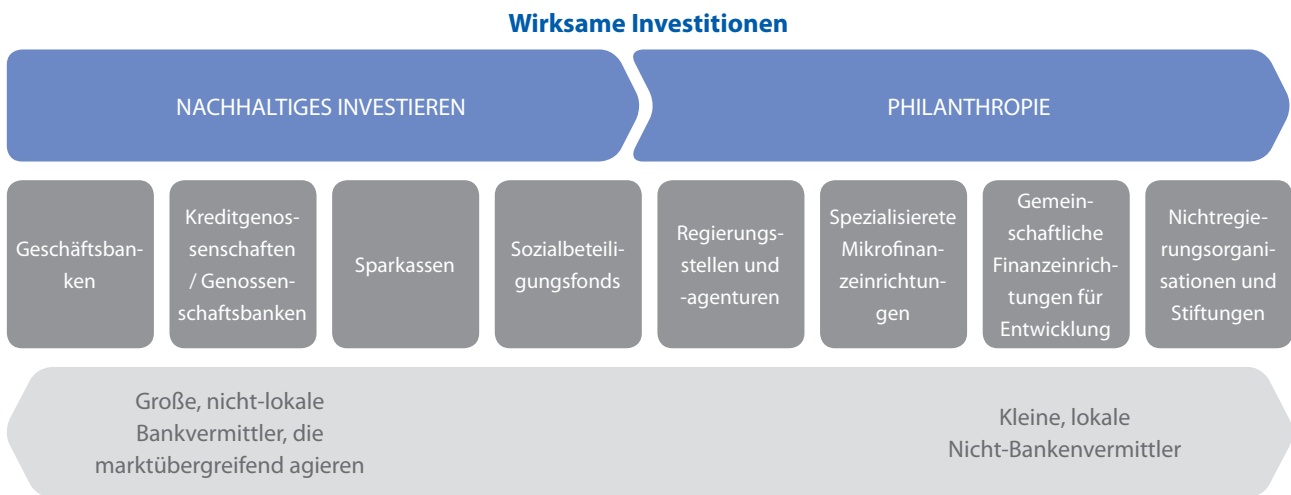 Wirksame Investitionen
NACHHALTIGES INVESTIEREN
PHILANTHROPIE
Geschäftsban-
ken
Kreditgenos-
senschaften
/ Genossen-
schaftsbanken
Sparkassen
Sozialbeteili-
gungsfonds
Regierungs-
stellen und
-agenturen
Spezialisierete
Mikrofinan-
zeinrichtun-
gen
Gemein-
schaftliche
Finanzeinrich-
tungen für
Entwicklung
Nichtregie-
rungsorgani-
sationen und
Stiftungen
Große, nicht-lokale
Bankvermittler, die
marktübergreifend agieren
Kleine, lokale
Nicht-Bankenvermittler